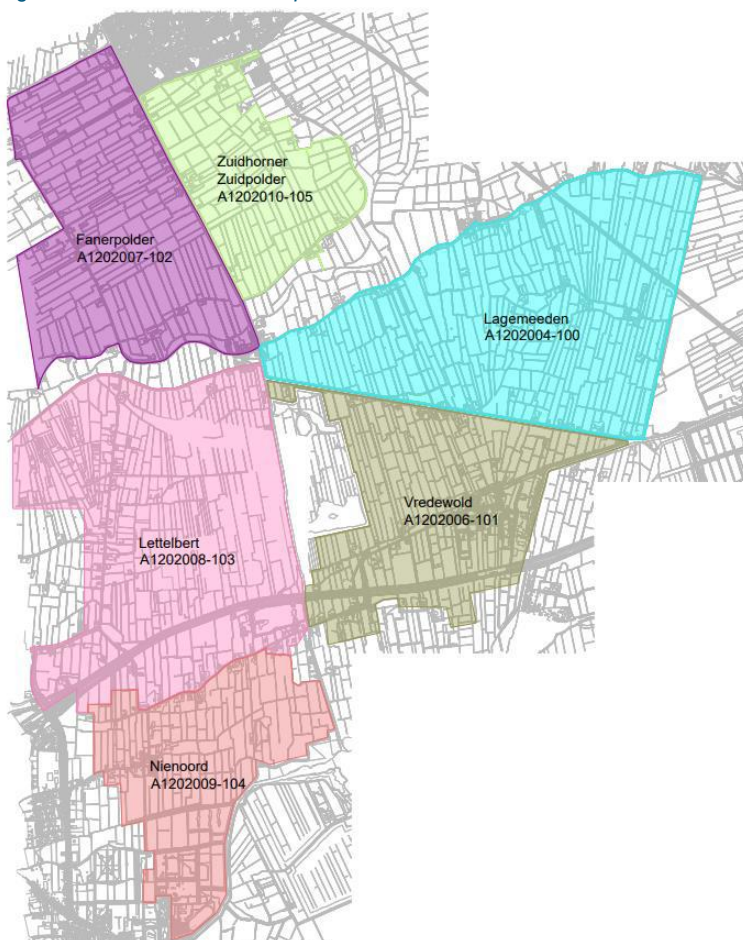 Zuidhorner
Zuidpolder
A1202010-105
Fanerpolder
A1202007-102
Lagemeeden
A1202004-100
Vredewold
A1202006-101
Lettelbert
A1202008-103
Nienoord
A1202009-104